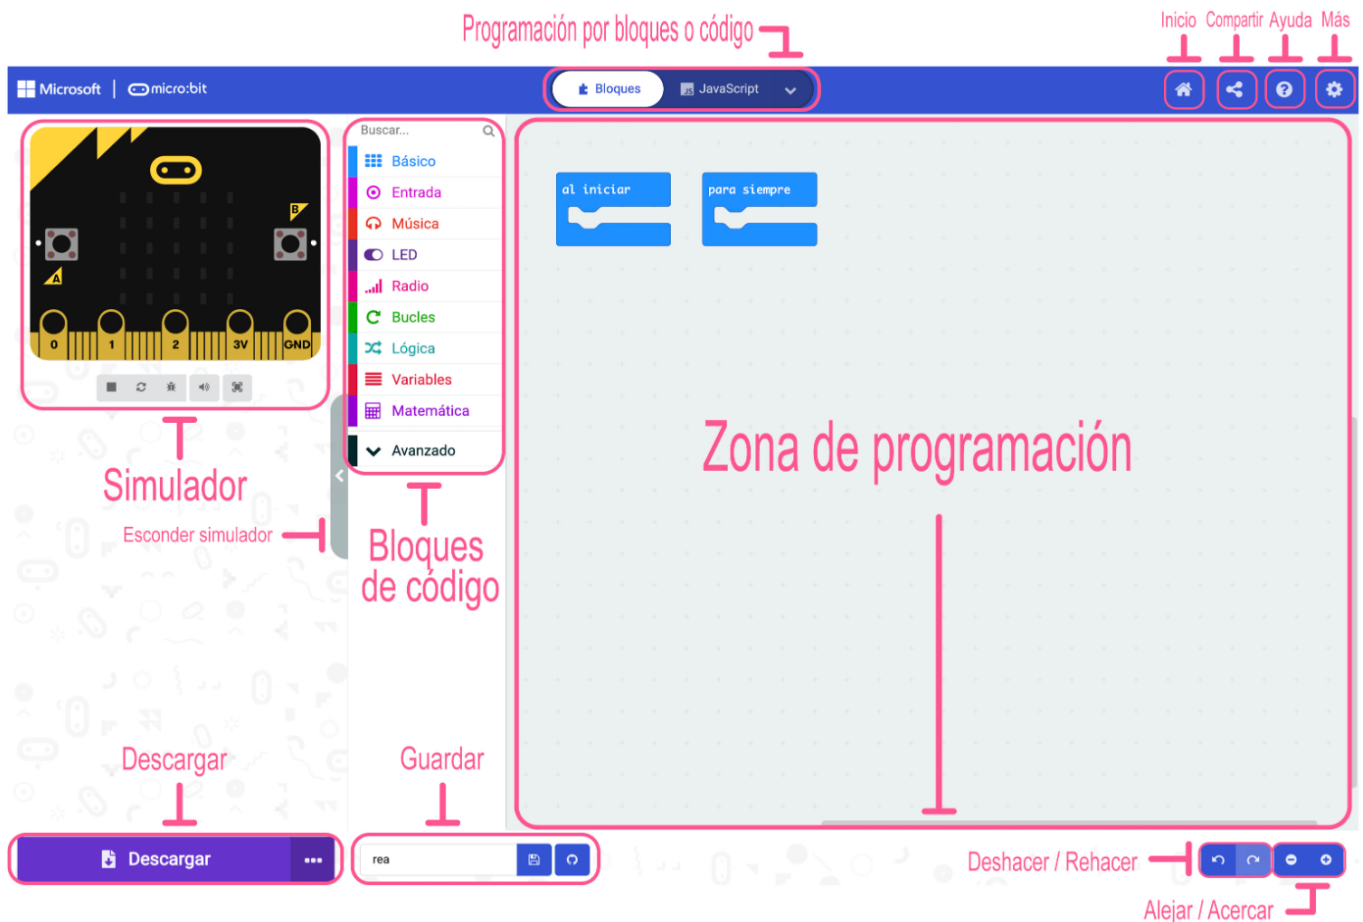 Programación por bloques o código
Inicio Compartir Ayuda Más
Microsoft | micro:bit
Bloques
JS JavaScript
Buscar...
Básico
Entrada
Música
LED
Radio
Bucles
Lógica
Variables
Matemática
Avanzado
B
A
0 1 2 3V GND
al iniciar
para siempre
Simulador
Esconder simulador
Bloques
de código
Zona de programación
Descargar
Guardar
Descargar
rea
Deshacer / Rehacer
Alejar / Acercar